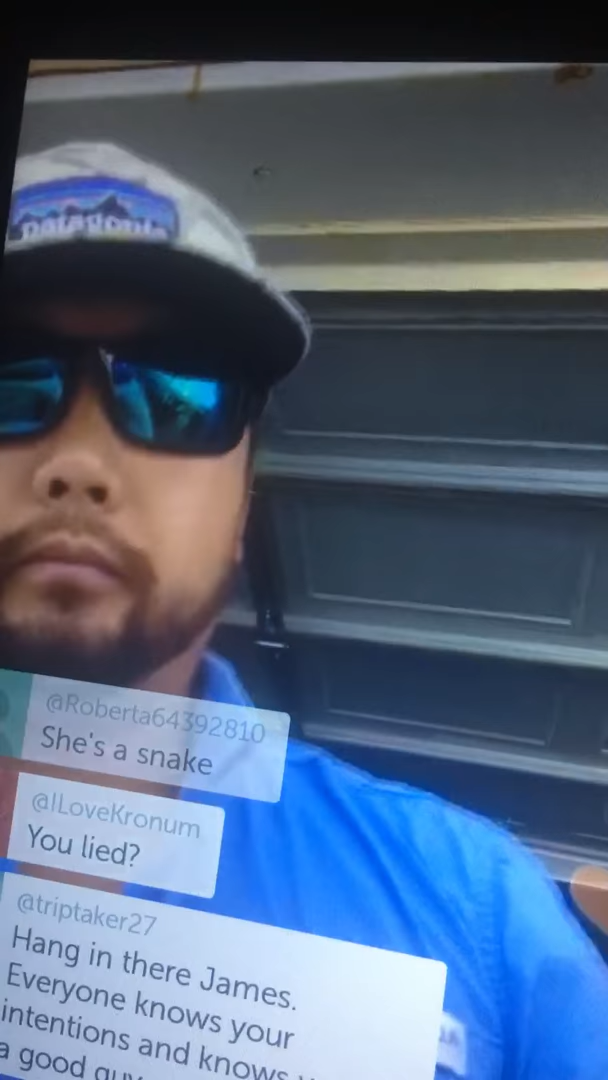 patagonia
@Roberta64392810
She's a snake
@ILoveKronum
You lied?
@triptaker27
Hang in there James.
Everyone knows your
intentions and knows
a good guy